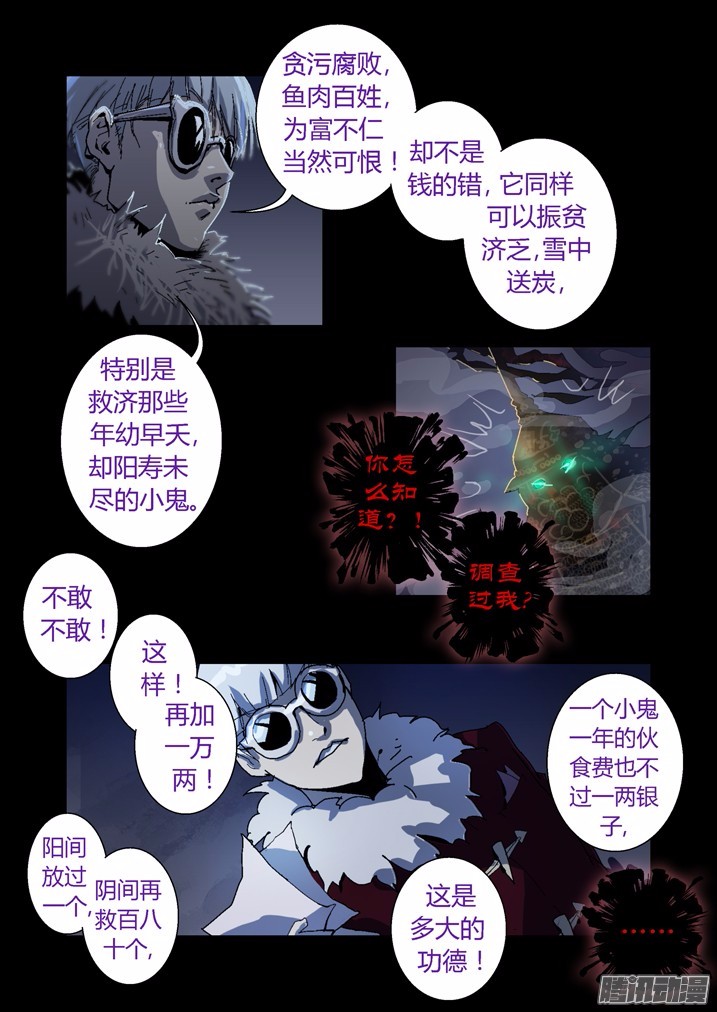 贪污腐败，
鱼肉百姓，
为富不仁
当然可恨！
却不是
钱的错，
它同样
可以振贫
济乏，雪中
送炭，
特别是
救济那些
年幼早夭，
却阳寿未
尽的小鬼。
你怎
么知
道？！
调查
过我？
不敢
不敢！
这
样！
再加
一万
两！
一个小鬼
一年的伙
食费也不
过一两银
子，
阳间
放过
一个，
阴间再
救百八
十个，
这是
多大的
功德！
……
腾讯动漫